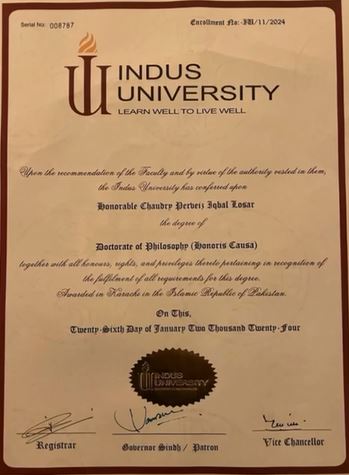 Serial No: 008787
Enrollment No:-IU/11/2024
INDUS
UNIVERSITY
LEARN WELL TO LIVE WELL
Upon the recommendation of the Faculty and by virtue of the authority vested in them,
the Indus University has conferred upon
Honorable Chaudry Perveiz Iqbal Losar
the degree of
Doctorate of Philosophy (Honoris Causa)
together with all honours, rights, and privileges thereto pertaining in recognition of
the fulfilment of all requirements for this degree.
Awarded in Karachi in the Islamic Republic of Pakistan.
On This,
Twenty-Sixth Day of January Two Thousand Twenty-Four
INDUS
UNIVERSITY
Registrar
Governor Sindh / Patron
Vice Chancellor